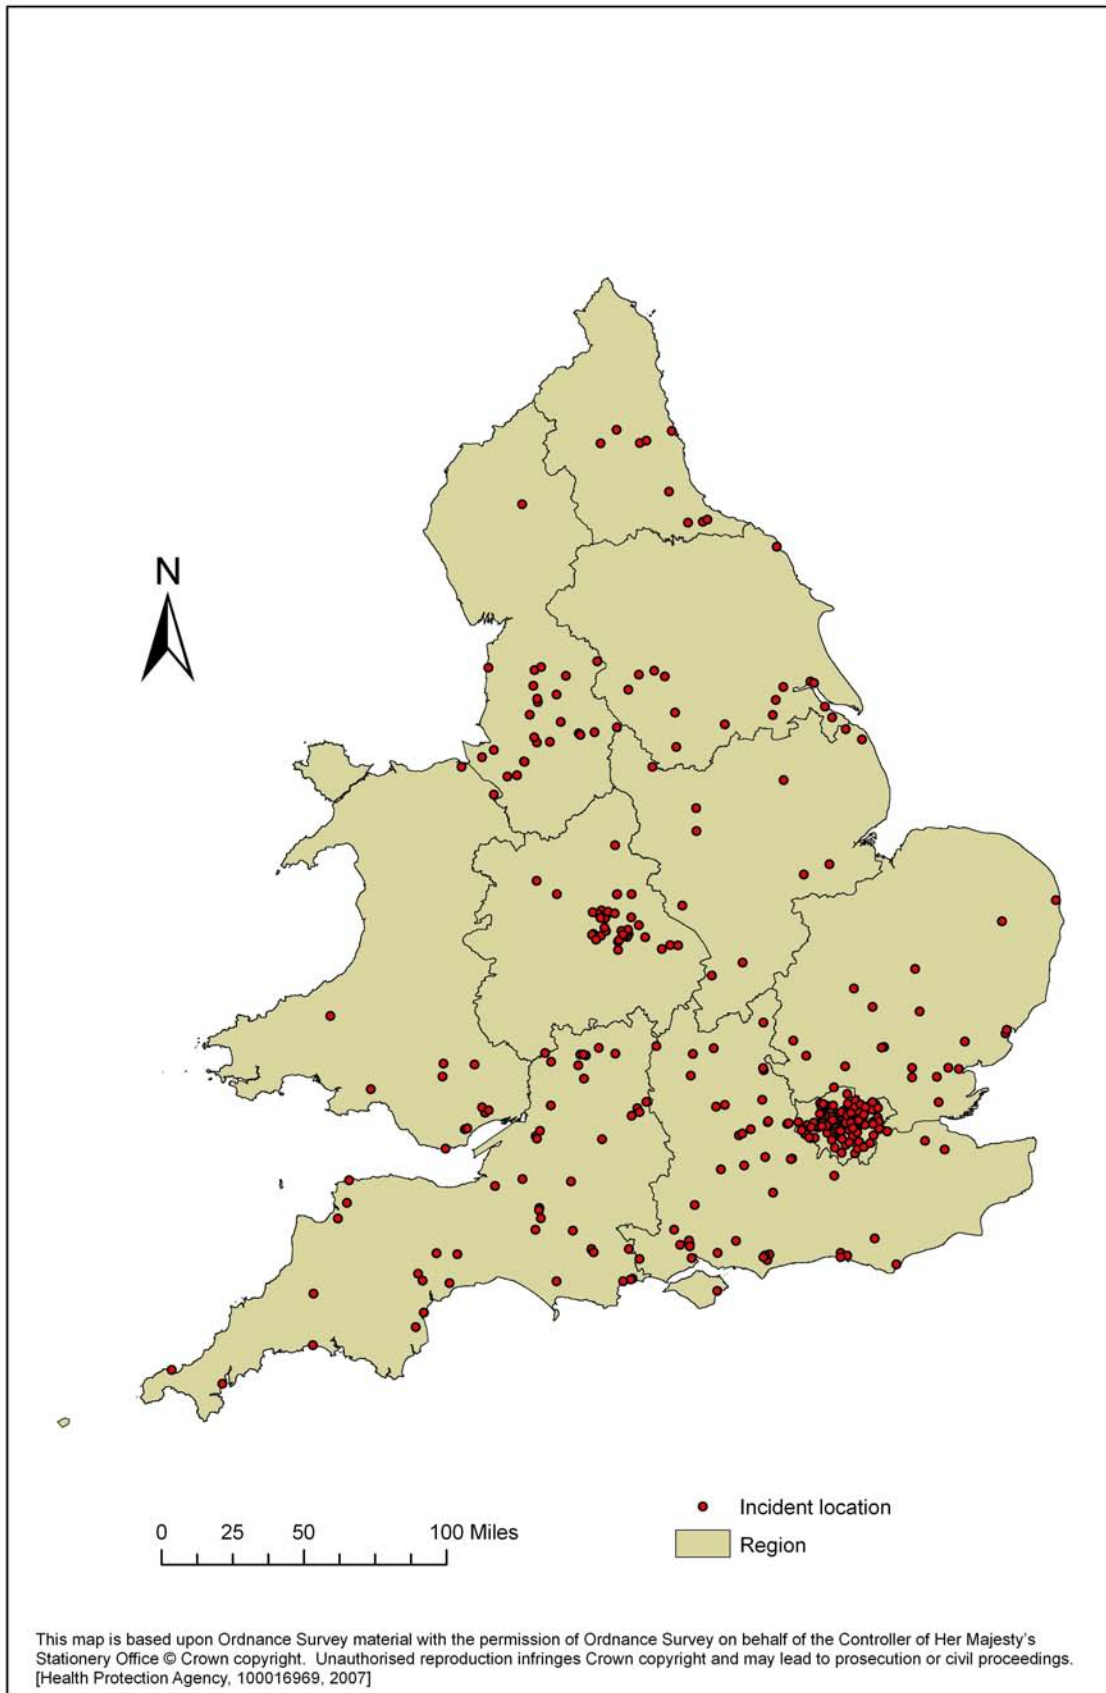 N
Incident location
Region
0 25 50 100 Miles
This map is based upon Ordnance Survey material with the permission of Ordnance Survey on behalf of the Controller of Her Majesty's
Stationery Office © Crown copyright. Unauthorised reproduction infringes Crown copyright and may lead to prosecution or civil proceedings.
[Health Protection Agency, 100016969, 2007]